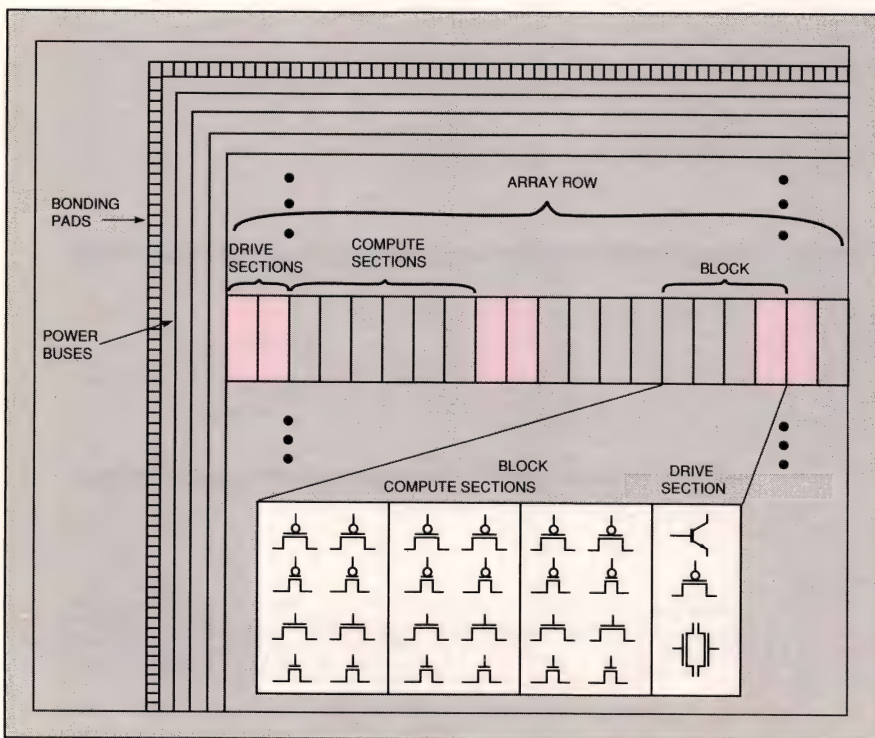 ARRAY ROW
BONDING
PADS
DRIVE
SECTIONS
COMPUTE
SECTIONS
BLOCK
POWER
BUSES
BLOCK
COMPUTE SECTIONS
DRIVE
SECTION